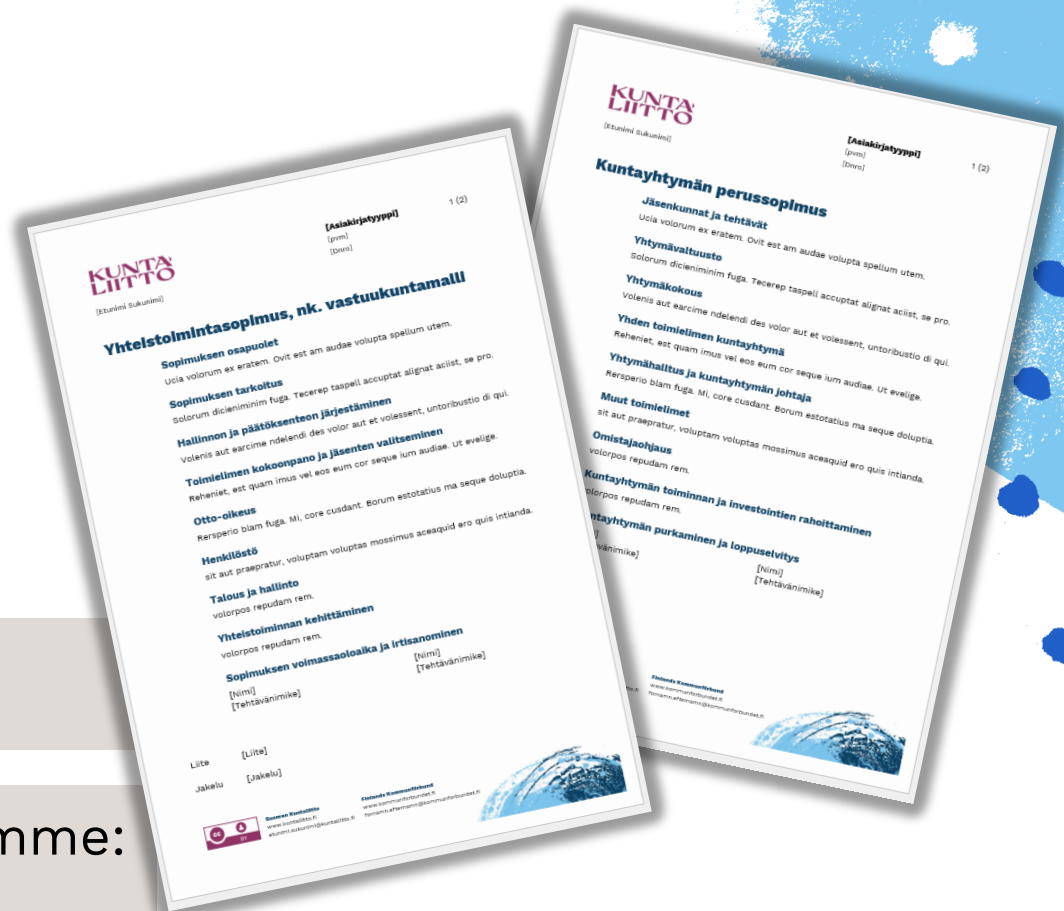 KUNTA
LIITTO
[Etunimi Sukunimi]
[Asiakirjatyyppi]
[pvm]
[Dnro]
1 (2)
Yhteistoimintasopimus, nk. vastuukuntamalli
Sopimuksen osapuolet
Ucia volorum ex eratem. Ovit est am audae volupta spellum utem.
Sopimuksen tarkoitus
Solorum dicieniminim fuga. Tecerep taspell accuptat alignat aciist, se pro.
Hallinnon ja päätöksenteon järjestäminen
Volenis aut earcime ndelendi des volor aut et volessent, untoribustio di qui.
Toimielimen kokoonpano ja jäsenten valitseminen
Reheniet, est quam imus vel eos eum cor seque ium audiae. Ut evelige.
Otto-oikeus
Rersperio blam fuga. Mi, core cusdant. Borum estotatius ma seque doluptia.
Henkilöstö
sit aut praepratur, voluptam voluptas mossimus aceaquid ero quis intianda.
Talous ja hallinto
volorpos repudam rem.
Yhteistoiminnan kehittäminen
volorpos repudam rem.
Sopimuksen voimassaoloaika ja irtisanominen
[Nimi] [Nimi]
[Tehtävänimike] [Tehtävänimike]
Liite [Liite]
Jakelu [Jakelu]
cc BY
Suomen Kuntaliitto
www.kuntaliitto.fi
etunimi.sukunimi@kuntaliitto.fi
Finlands Kommunförbund
www.kommunforbundet.fi
fornamn.efternamn@kommunforbundet.fi
KUNTA
LIITTO
[Etunimi Sukunimi]
[Asiakirjatyyppi]
[pvm]
[Dnro]
1 (2)
Kuntayhtymän perussopimus
Jäsenkunnat ja tehtävät
Ucia volorum ex eratem. Ovit est am audae volupta spellum utem.
Yhtymävaltuusto
Solorum dicieniminim fuga. Tecerep taspell accuptat alignat aciist, se pro.
Yhtymäkokous
Volenis aut earcime ndelendi des volor aut et volessent, untoribustio di qui.
Yhden toimielimen kuntayhtymä
Reheniet, est quam imus vel eos eum cor seque ium audiae. Ut evelige.
Yhtymähallitus ja kuntayhtymän johtaja
Rersperio blam fuga. Mi, core cusdant. Borum estotatius ma seque doluptia.
Muut toimielimet
sit aut praepratur, voluptam voluptas mossimus aceaquid ero quis intianda.
Omistajaohjaus
volorpos repudam rem.
Kuntayhtymän toiminnan ja investointien rahoittaminen
olorpos repudam rem.
ntayhtymän purkaminen ja loppuselvitys
[Nimi]
vänimike] [Tehtävänimike]
Finlands Kommunförbund
www.kommunforbundet.fi
fornamn.efternamn@kommunforbundet.fi
mme: